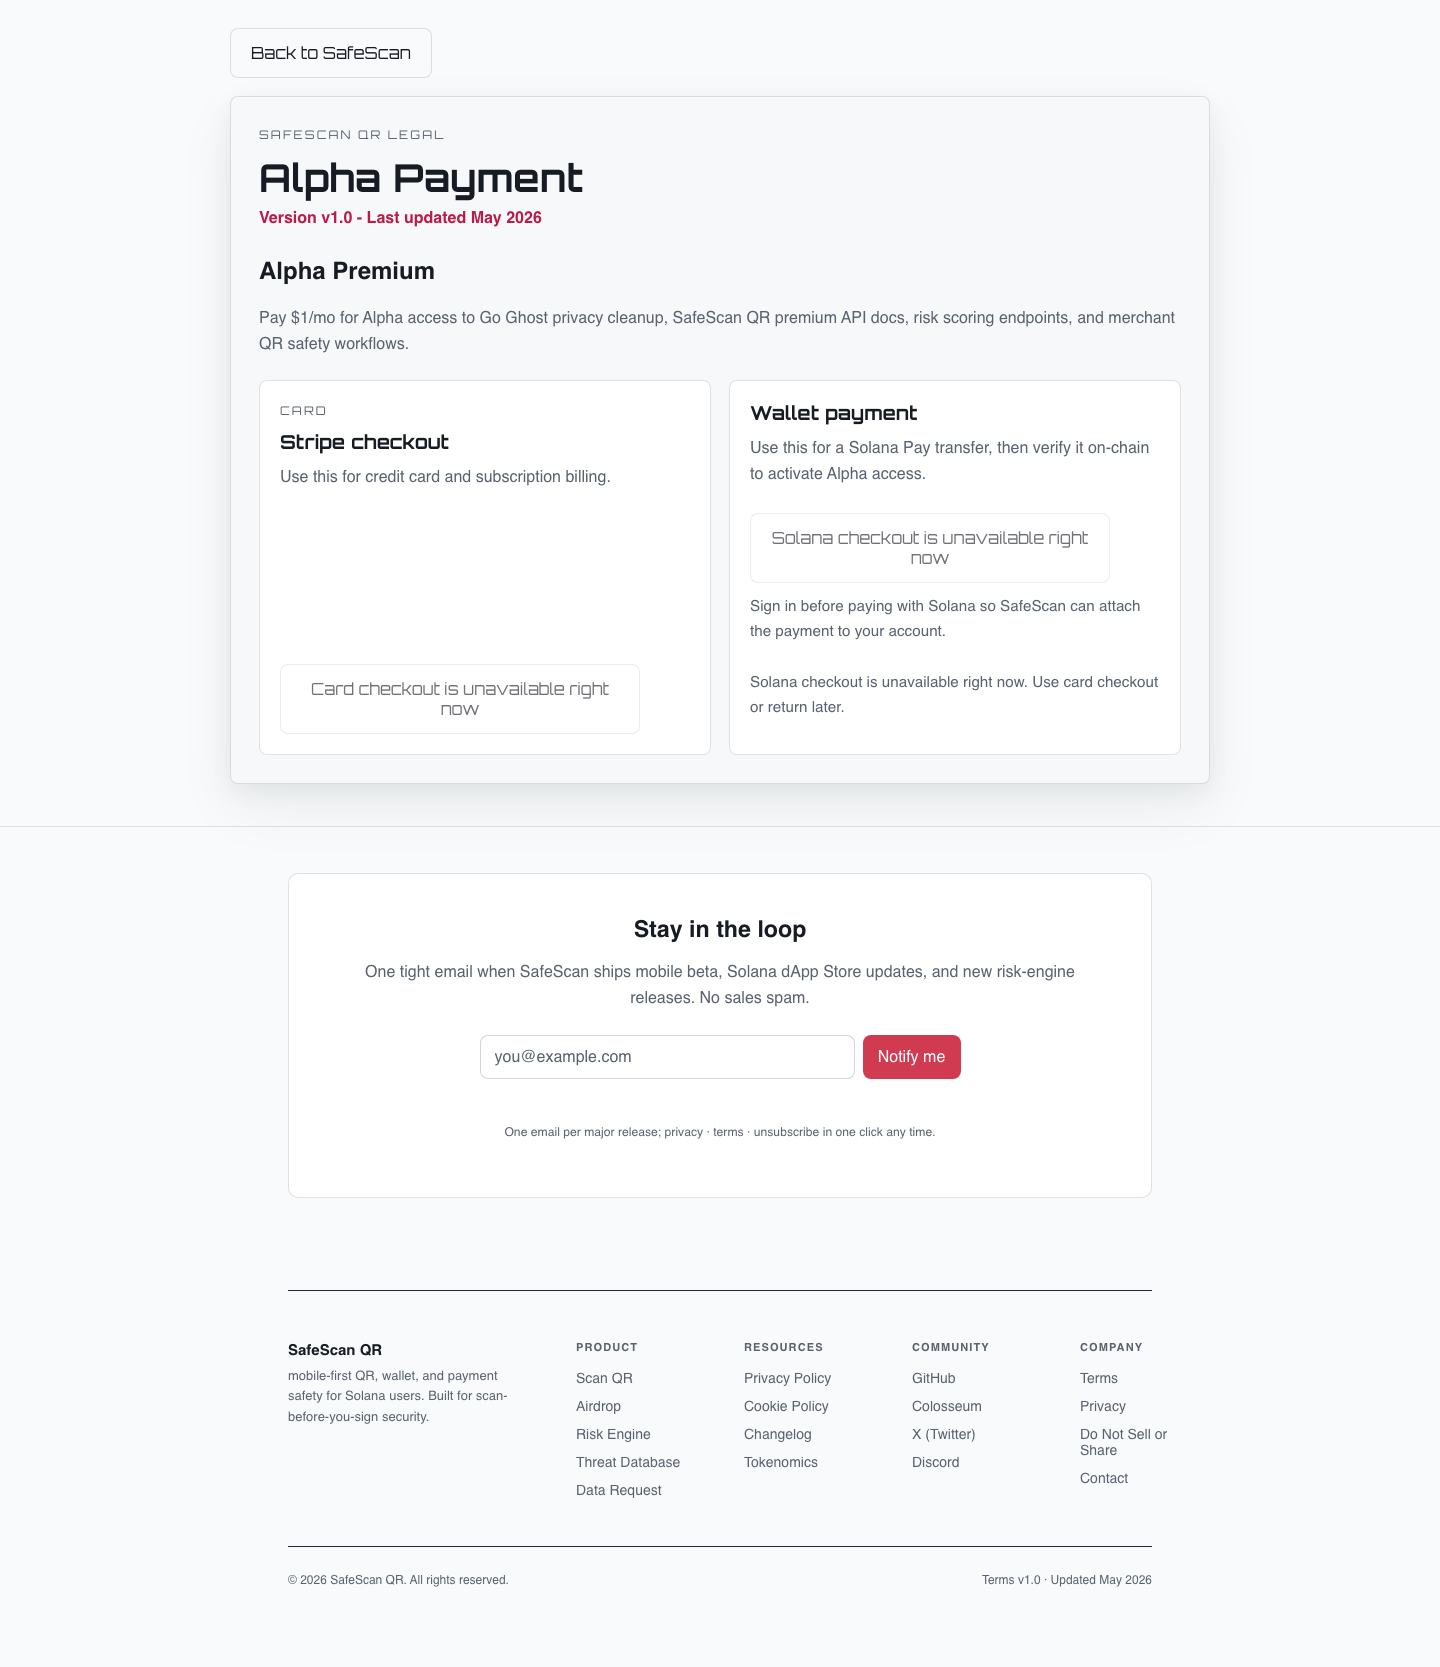 Back to SafeScan
SAFESCAN QR LEGAL
Alpha Payment
Version v1.0 - Last updated May 2026
Alpha Premium
Pay $1/mo for Alpha access to Go Ghost privacy cleanup, SafeScan QR premium API docs, risk scoring endpoints, and merchant
QR safety workflows.
CARD
Stripe checkout
Use this for credit card and subscription billing.
Card checkout is unavailable right
now
Wallet payment
Use this for a Solana Pay transfer, then verify it on-chain
to activate Alpha access.
Solana checkout is unavailable right
now
Sign in before paying with Solana so SafeScan can attach
the payment to your account.
Solana checkout is unavailable right now. Use card checkout
or return later.
Stay in the loop
One tight email when SafeScan ships mobile beta, Solana dApp Store updates, and new risk-engine
releases. No sales spam.
you@example.com
Notify me
One email per major release; privacy · terms · unsubscribe in one click any time.
SafeScan QR
mobile-first QR, wallet, and payment
safety for Solana users. Built for scan-
before-you-sign security.
PRODUCT
Scan QR
Airdrop
Risk Engine
Threat Database
Data Request
RESOURCES
Privacy Policy
Cookie Policy
Changelog
Tokenomics
COMMUNITY
GitHub
Colosseum
X (Twitter)
Discord
COMPANY
Terms
Privacy
Do Not Sell or
Share
Contact
© 2026 SafeScan QR. All rights reserved.
Terms v1.0 · Updated May 2026